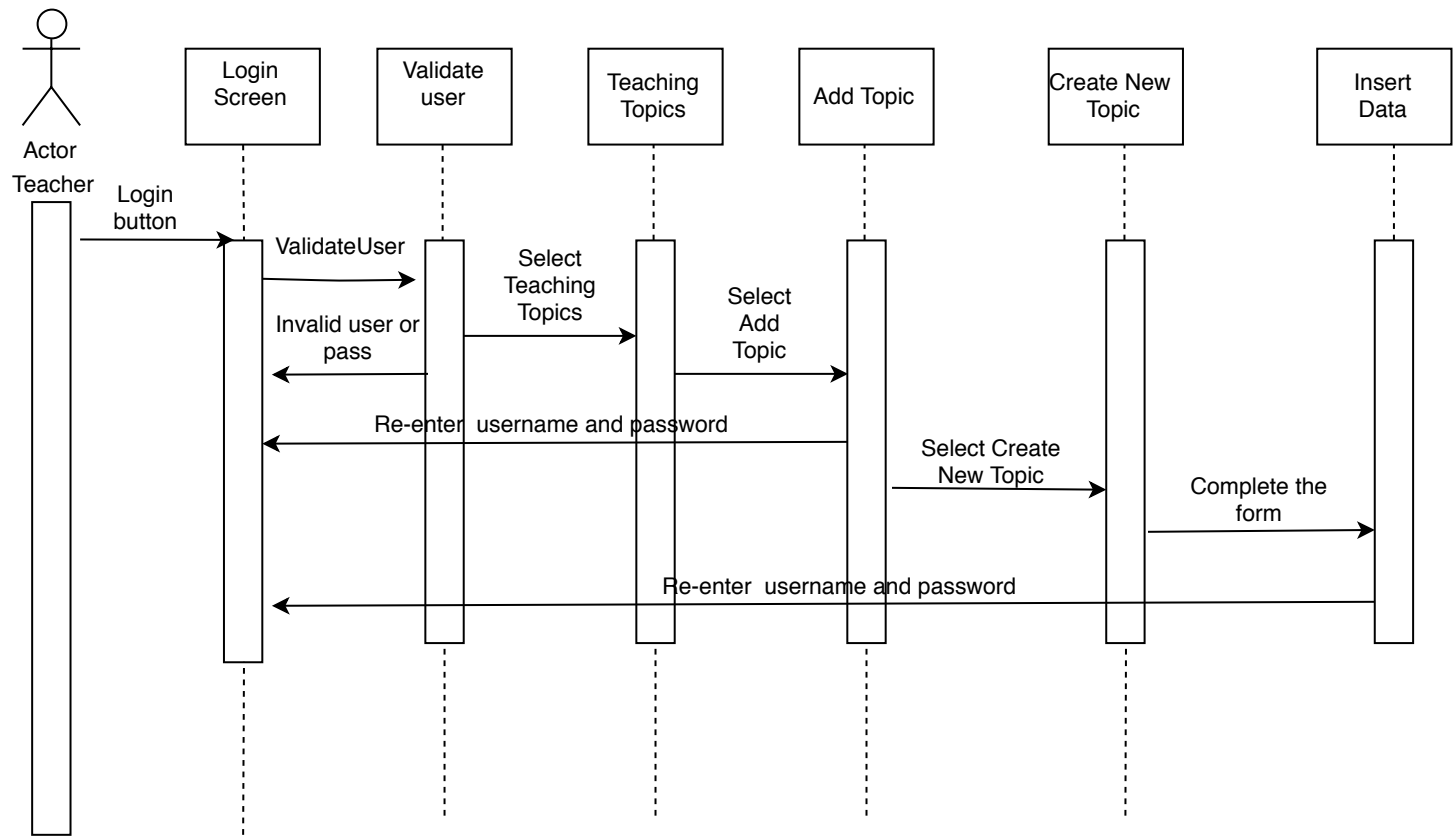 Login
Screen
Validate
user
Teaching
Topics
Add Topic
Create New
Topic
Insert
Data
Actor
Teacher
Login
button
ValidateUser
Select
Teaching
Topics
Select
Add
Topic
Invalid user or
pass
Re-enter username and password
Select Create
New Topic
Complete the
form
Re-enter username and password